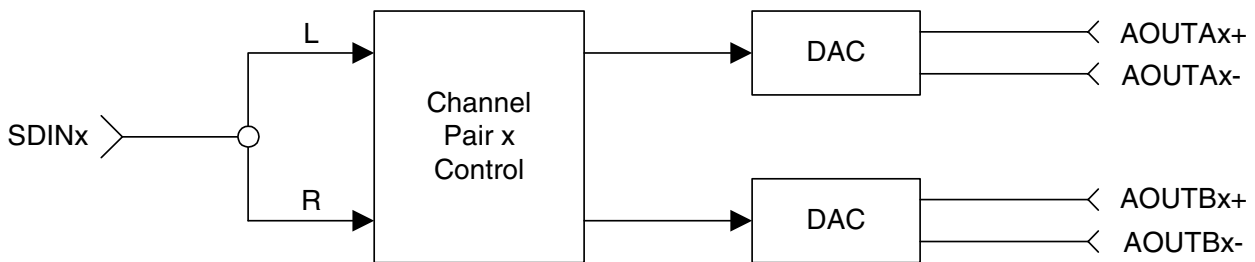 SDINx
L
R
Channel
Pair x
Control
DAC
AOUTAx+
AOUTAx-
DAC
AOUTBx+
AOUTBx-